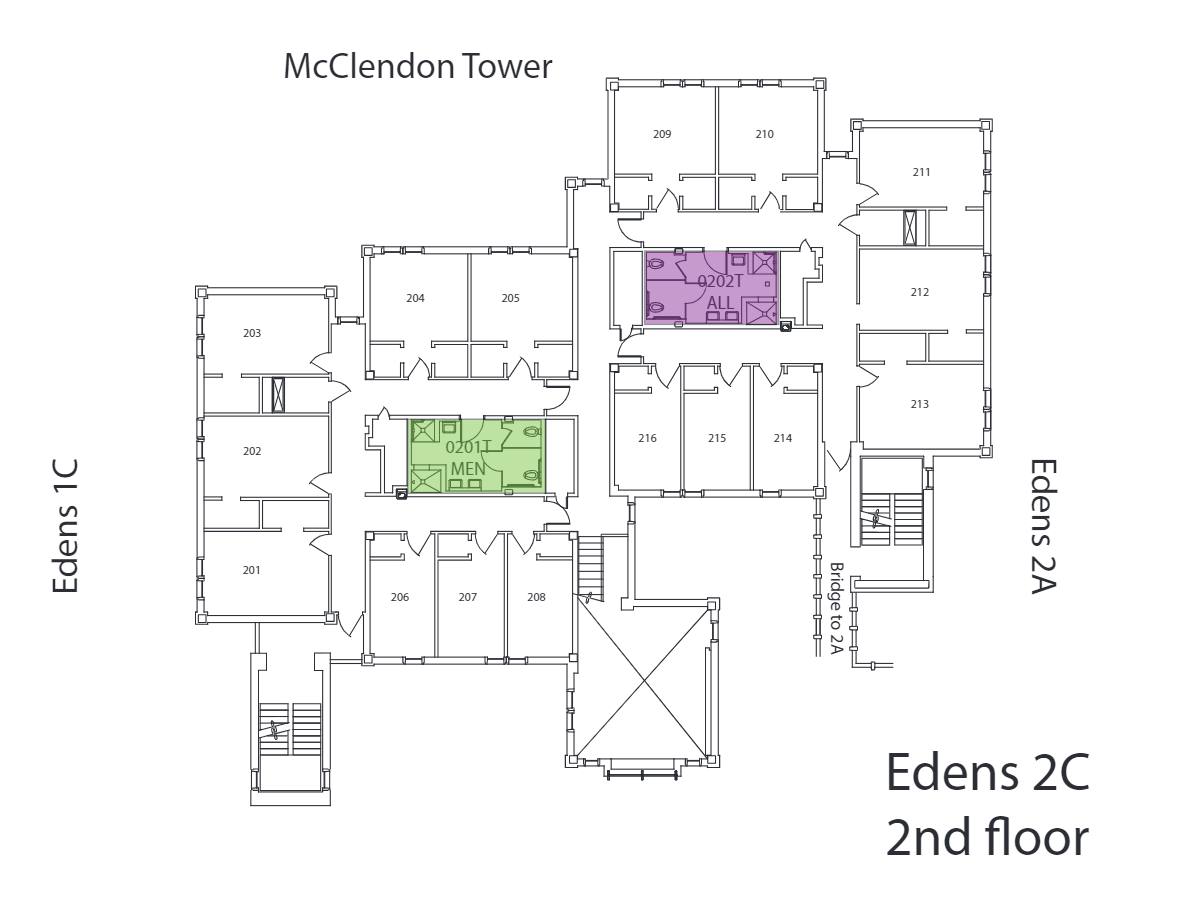 McClendon Tower
209
210
211
212
213
0202T
ALL
204
205
203
202
201
0201T
MEN
216
215
214
206
207
208
Edens 1C
Edens 2A
Bridge to 2A
Edens 2C
2nd floor